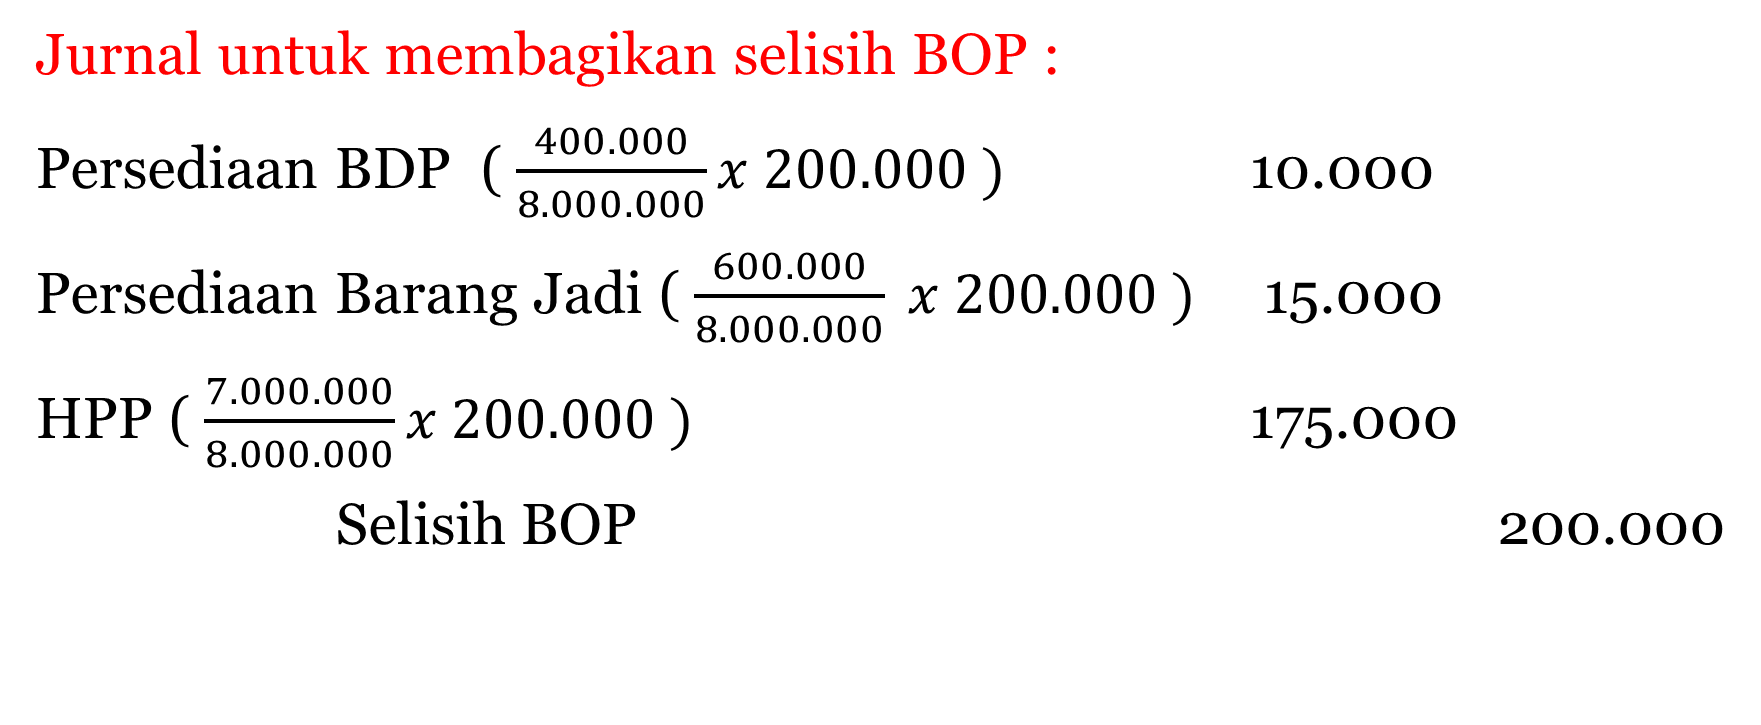 Jurnal untuk membagikan selisih BOP :
Persediaan BDP ( 400.000/8.000.000 x 200.000 ) 10.000
Persediaan Barang Jadi ( 600.000/8.000.000 x 200.000 ) 15.000
HPP ( 7.000.000/8.000.000 x 200.000 ) 175.000
Selisih BOP 200.000